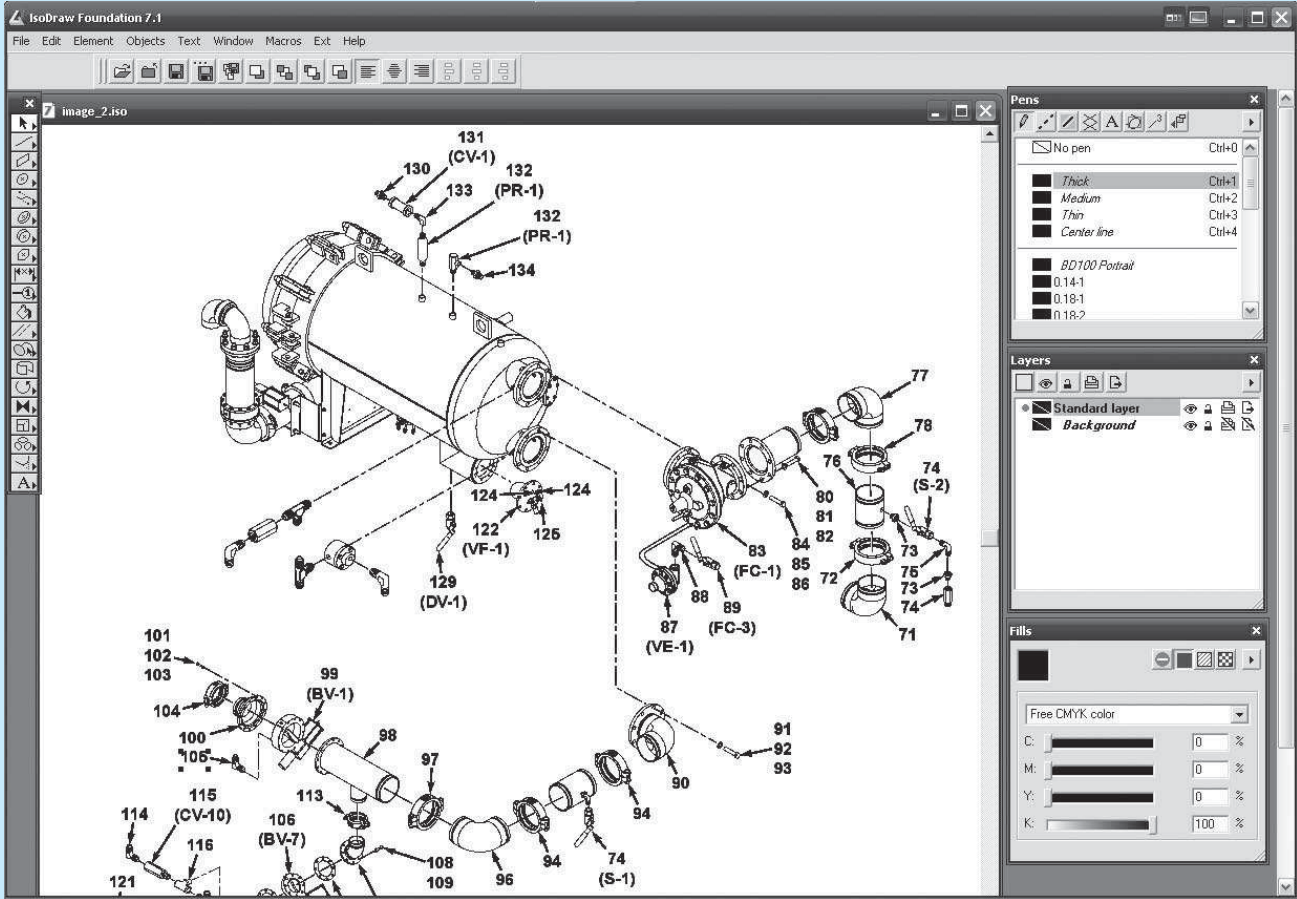 IsoDraw Foundation 7.1
File Edit Element Objects Text Window Macros Ext Help
image_2.iso
131
(CV-1)
130
132
(PR-1)
133
132
(PR-1)
134
77
78
76
74
(S-2)
80
81
82
73
75
73
74
72
71
84
85
86
83
(FC-1)
88
89
(FC-3)
87
(VE-1)
124
124
122
(VF-1)
125
129
(DV-1)
101
102
103
104
100
99
(BV-1)
105
98
97
91
92
93
90
94
94
96
74
(S-1)
113
115
(CV-10)
114
116
106
(BV-7)
108
109
121
Pens
No pen Ctrl+0
Thick Ctrl+1
Medium Ctrl+2
Thin Ctrl+3
Center line Ctrl+4
BD100 Portrait
0.14-1
0.18-1
0.18-2
Layers
Standard layer
Background
Fills
Free CMYK color
C: 0 %
M: 0 %
Y: 0 %
K: 100 %